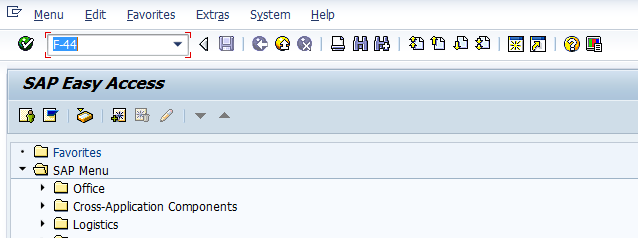 Menu Edit Favorites Extras System Help
F-44
SAP Easy Access
Favorites
SAP Menu
Office
Cross-Application Components
Logistics